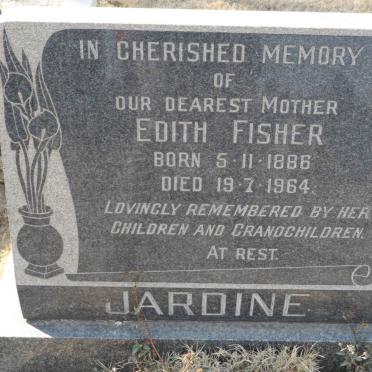 IN CHERISHED MEMORY
OF
OUR DEAREST MOTHER
EDITH FISHER
BORN 5·11·1886
DIED 19·7·1964.
LOVINGLY REMEMBERED BY HER
CHILDREN AND GRANDCHILDREN.
AT REST.
JARDINE